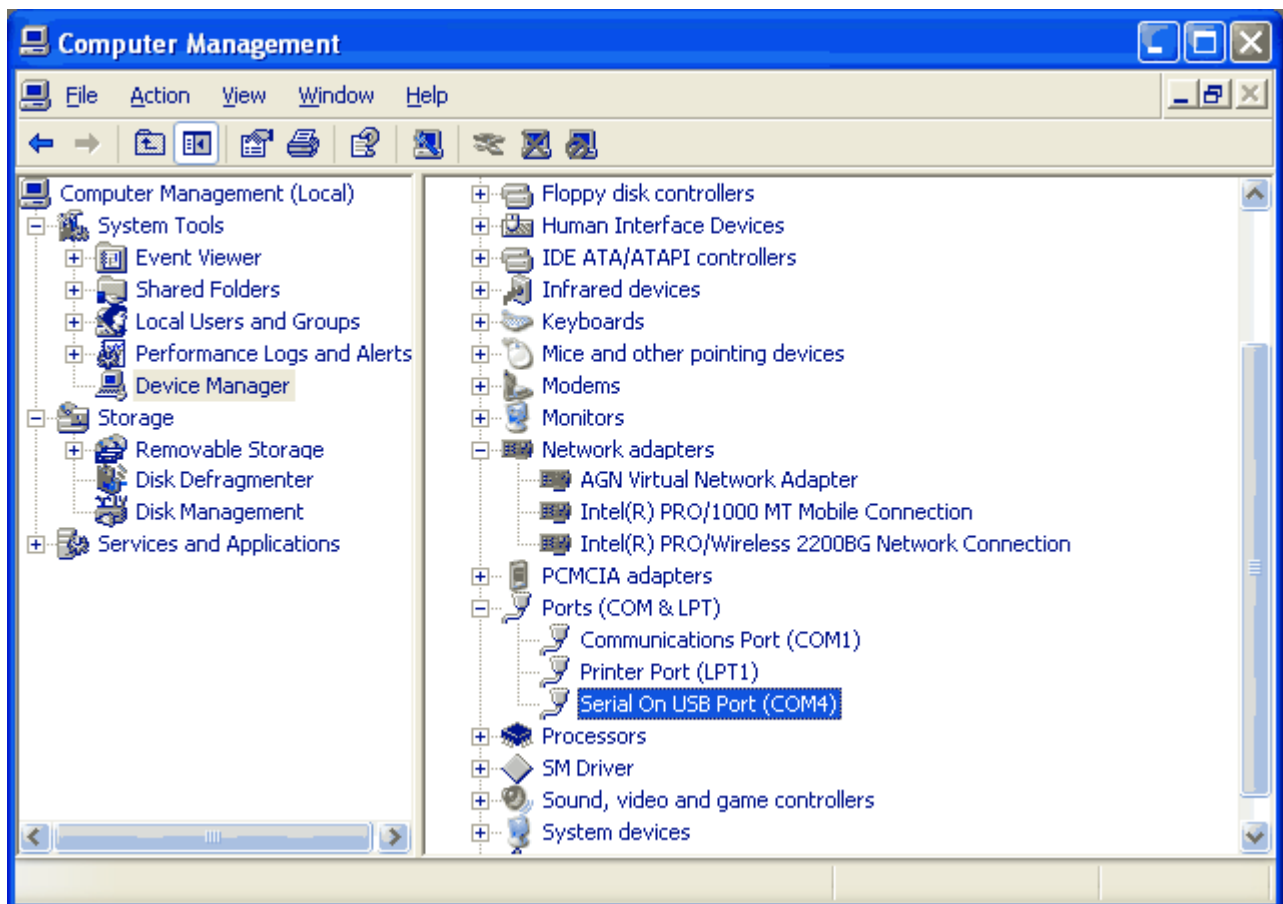 Computer Management
File Action View Window Help
Computer Management (Local)
System Tools
Event Viewer
Shared Folders
Local Users and Groups
Performance Logs and Alerts
Device Manager
Storage
Removable Storage
Disk Defragmenter
Disk Management
Services and Applications
Floppy disk controllers
Human Interface Devices
IDE ATA/ATAPI controllers
Infrared devices
Keyboards
Mice and other pointing devices
Modems
Monitors
Network adapters
AGN Virtual Network Adapter
Intel(R) PRO/1000 MT Mobile Connection
Intel(R) PRO/Wireless 2200BG Network Connection
PCMCIA adapters
Ports (COM & LPT)
Communications Port (COM1)
Printer Port (LPT1)
Serial On USB Port (COM4)
Processors
SM Driver
Sound, video and game controllers
System devices